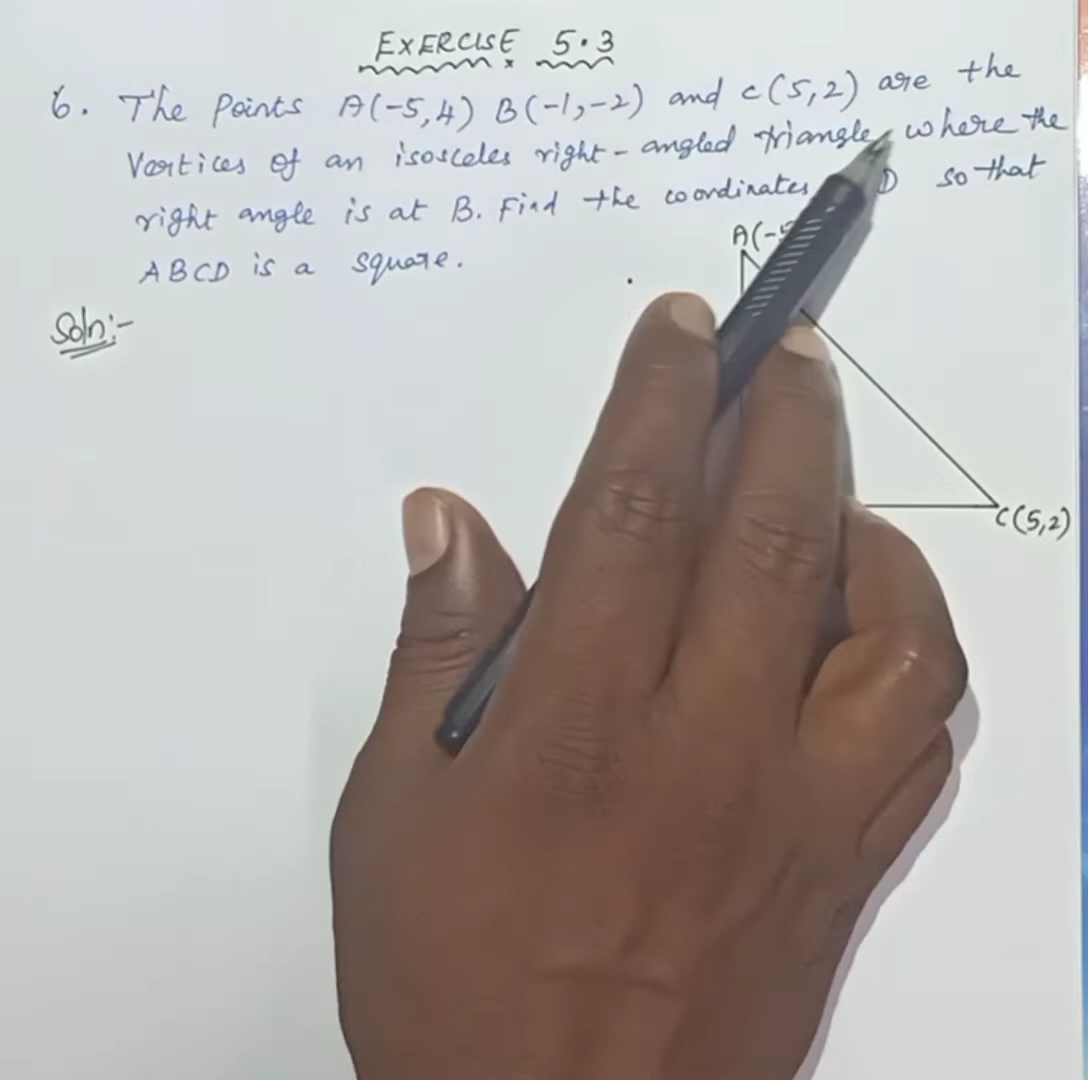 EXERCISE 5.3
6. The Points A(-5,4) B(-1,-2) and C(5,2) are the
Vertices of an isosceles right-angled triangle where the
right angle is at B. Find the coordinates D so that
ABCD is a square.
A(-5
Soln:-
C(5,2)